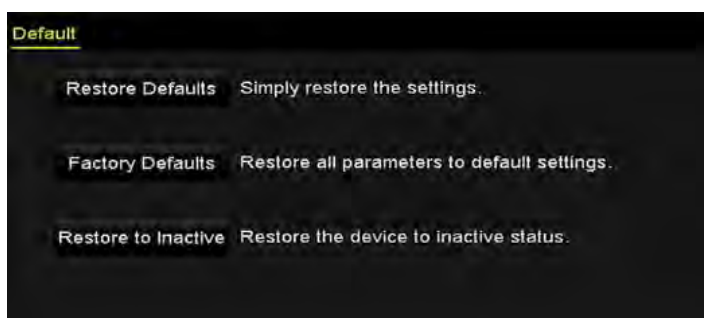 Default
Restore Defaults Simply restore the settings.
Factory Defaults Restore all parameters to default settings.
Restore to Inactive Restore the device to inactive status.